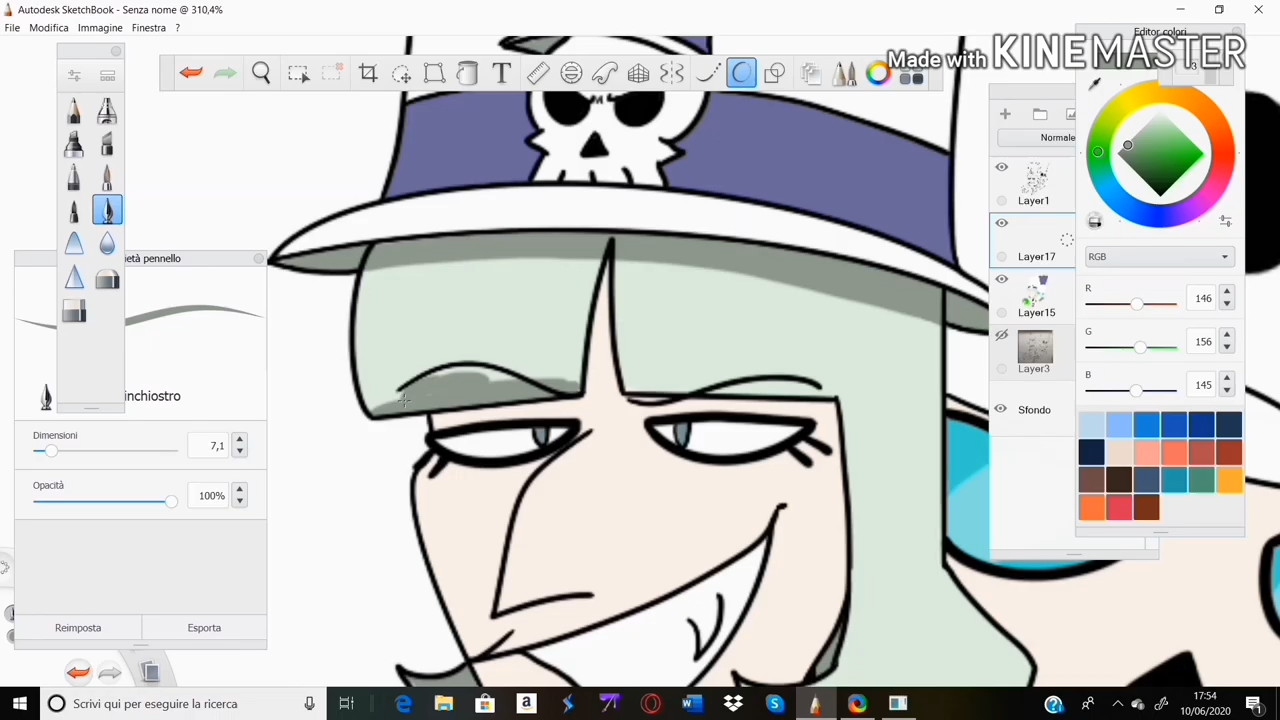 Autodesk SketchBook - Senza nome @ 310,4%
File Modifica Immagine Finestra
Editor colori
Made with KINEMASTER
Normale
Layer1
Layer17
Layer15
Layer3
Sfondo
RGB
R 146
G 156
B 145
età pennello
inchiostro
Dimensioni
7,1
Opacità
100%
Reimposta Esporta
Scrivi qui per eseguire la ricerca
17:54
10/06/2020